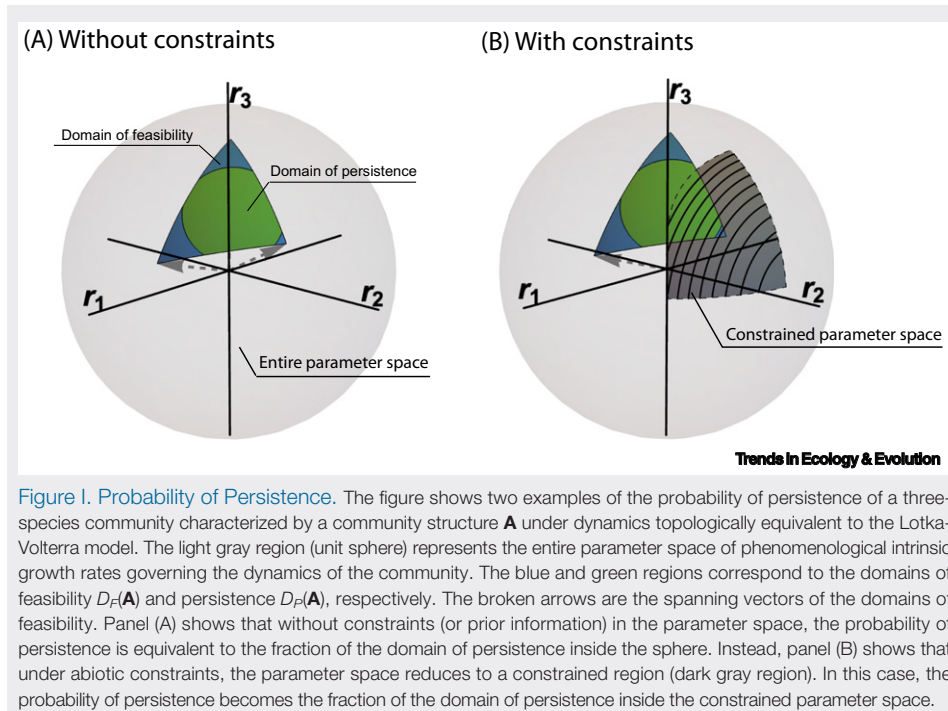 (A) Without constraints
(B) With constraints
r3
r3
Domain of feasibility
Domain of persistence
r1
r2
r1
r2
Constrained parameter space
Entire parameter space
Trends in Ecology & Evolution
Figure I. Probability of Persistence. The figure shows two examples of the probability of persistence of a three-
species community characterized by a community structure A under dynamics topologically equivalent to the Lotka-
Volterra model. The light gray region (unit sphere) represents the entire parameter space of phenomenological intrinsic
growth rates governing the dynamics of the community. The blue and green regions correspond to the domains of
feasibility DF(A) and persistence DP(A), respectively. The broken arrows are the spanning vectors of the domains of
feasibility. Panel (A) shows that without constraints (or prior information) in the parameter space, the probability of
persistence is equivalent to the fraction of the domain of persistence inside the sphere. Instead, panel (B) shows that
under abiotic constraints, the parameter space reduces to a constrained region (dark gray region). In this case, the
probability of persistence becomes the fraction of the domain of persistence inside the constrained parameter space.